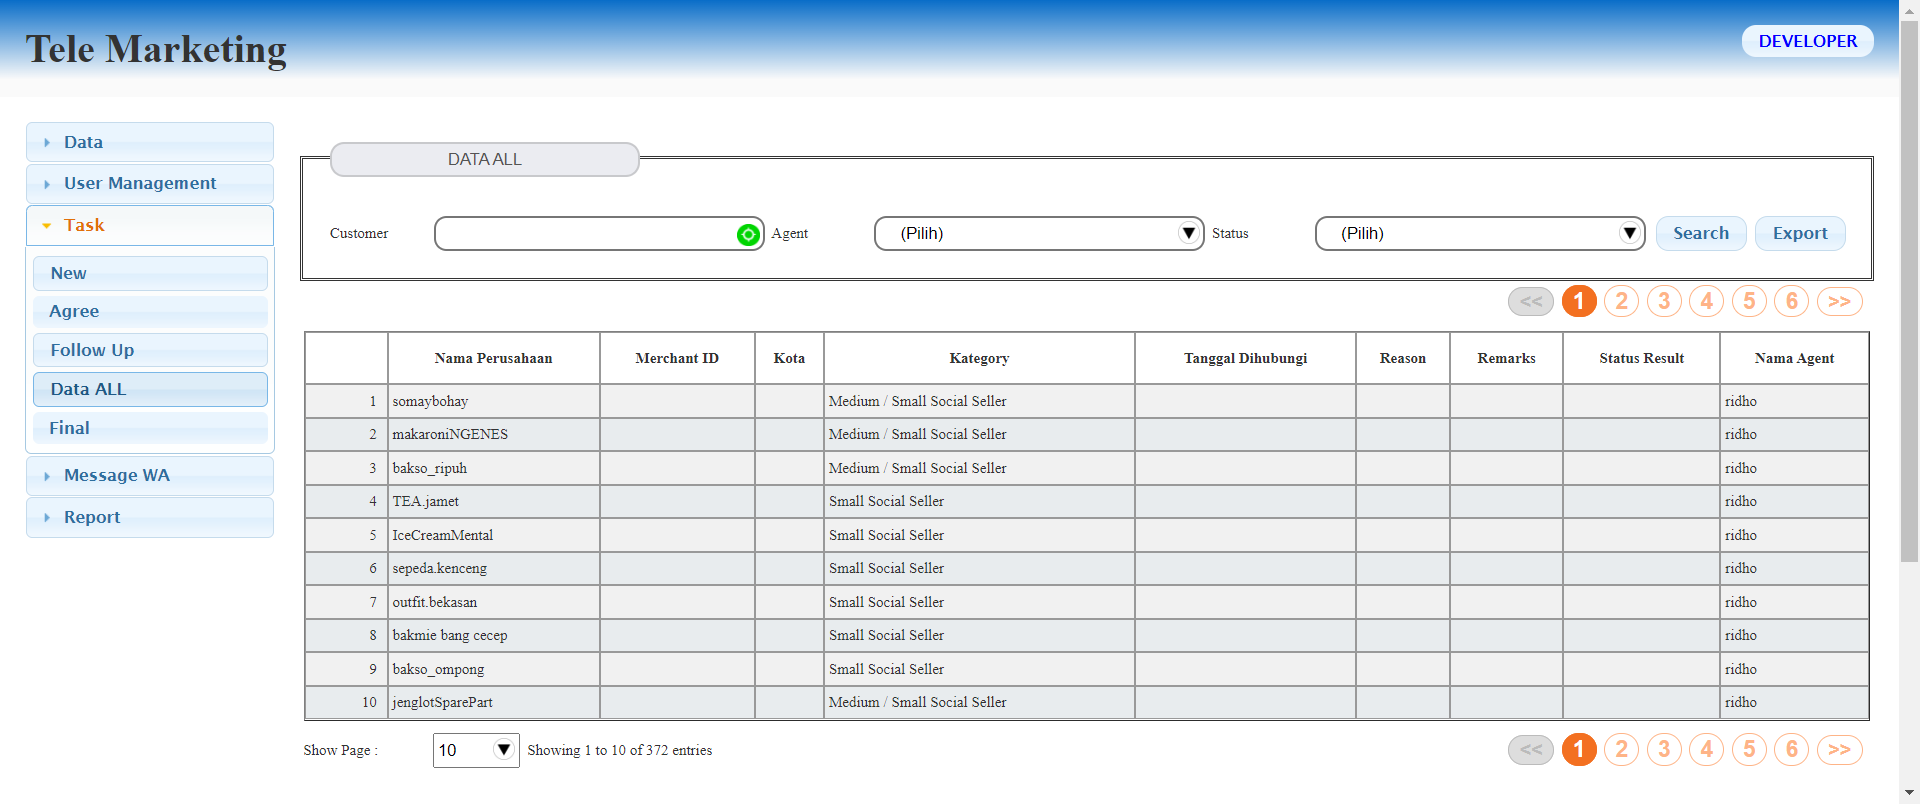 Tele Marketing
DEVELOPER
Data
User Management
Task
New
Agree
Follow Up
Data ALL
Final
Message WA
Report
DATA ALL
Customer Agent (Pilih) Status (Pilih) Search Export
<< 1 2 3 4 5 6 >>
Nama Perusahaan Merchant ID Kota Kategory Tanggal Dihubungi Reason Remarks Status Result Nama Agent
1 somaybohay Medium / Small Social Seller ridho
2 makaroniNGENES Medium / Small Social Seller ridho
3 bakso_ripuh Medium / Small Social Seller ridho
4 TEA.jamet Small Social Seller ridho
5 IceCreamMental Small Social Seller ridho
6 sepeda.kenceng Small Social Seller ridho
7 outfit.bekasan Small Social Seller ridho
8 bakmie bang cecep Small Social Seller ridho
9 bakso_ompong Small Social Seller ridho
10 jenglotSparePart Medium / Small Social Seller ridho
Show Page : 10 Showing 1 to 10 of 372 entries << 1 2 3 4 5 6 >>